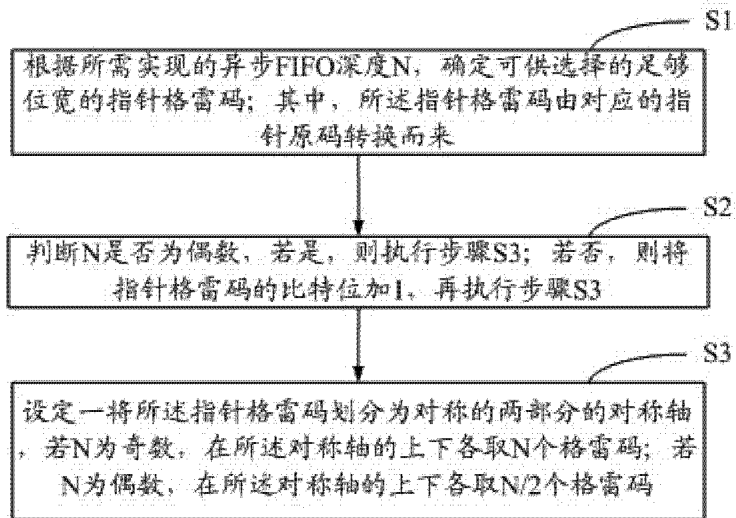 S1
根据所需实现的异步FIFO深度N，确定可供选择的足够
位宽的指针格雷码；其中，所述指针格雷码由对应的指
针原码转换而来
S2
判断N是否为偶数，若是，则执行步骤S3；若否，则将
指针格雷码的比特位加1，再执行步骤S3
S3
设定一将所述指针格雷码划分为对称的两部分的对称轴
，若N为奇数，在所述对称轴的上下各取N个格雷码；若
N为偶数，在所述对称轴的上下各取N/2个格雷码